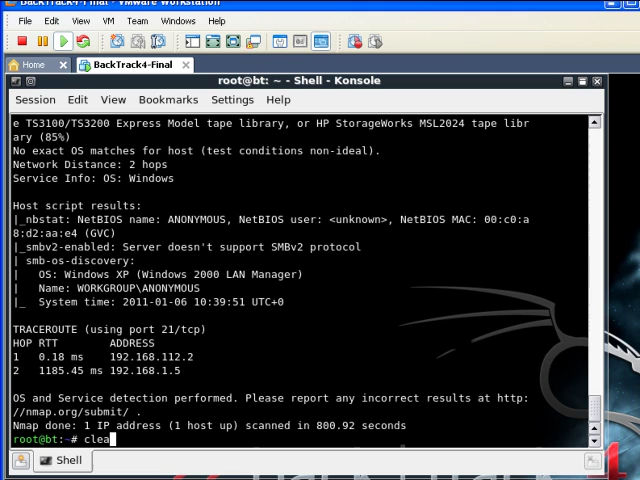 BackTrack4-Final - VMware Workstation
File Edit View VM Team Windows Help
Home BackTrack4-Final
root@bt: ~ - Shell - Konsole
Session Edit View Bookmarks Settings Help
e TS3100/TS3200 Express Model tape library, or HP StorageWorks MSL2024 tape libr
ary (85%)
No exact OS matches for host (test conditions non-ideal).
Network Distance: 2 hops
Service Info: OS: Windows
Host script results:
|_nbstat: NetBIOS name: ANONYMOUS, NetBIOS user: <unknown>, NetBIOS MAC: 00:c0:a
8:d2:aa:e4 (GVC)
|_smbv2-enabled: Server doesn't support SMBv2 protocol
| smb-os-discovery:
|   OS: Windows XP (Windows 2000 LAN Manager)
|   Name: WORKGROUP\ANONYMOUS
|_  System time: 2011-01-06 10:39:51 UTC+0
TRACEROUTE (using port 21/tcp)
HOP RTT ADDRESS
1 0.18 ms 192.168.112.2
2 1185.45 ms 192.168.1.5
OS and Service detection performed. Please report any incorrect results at http:
//nmap.org/submit/ .
Nmap done: 1 IP address (1 host up) scanned in 800.92 seconds
root@bt:~# clea
Shell